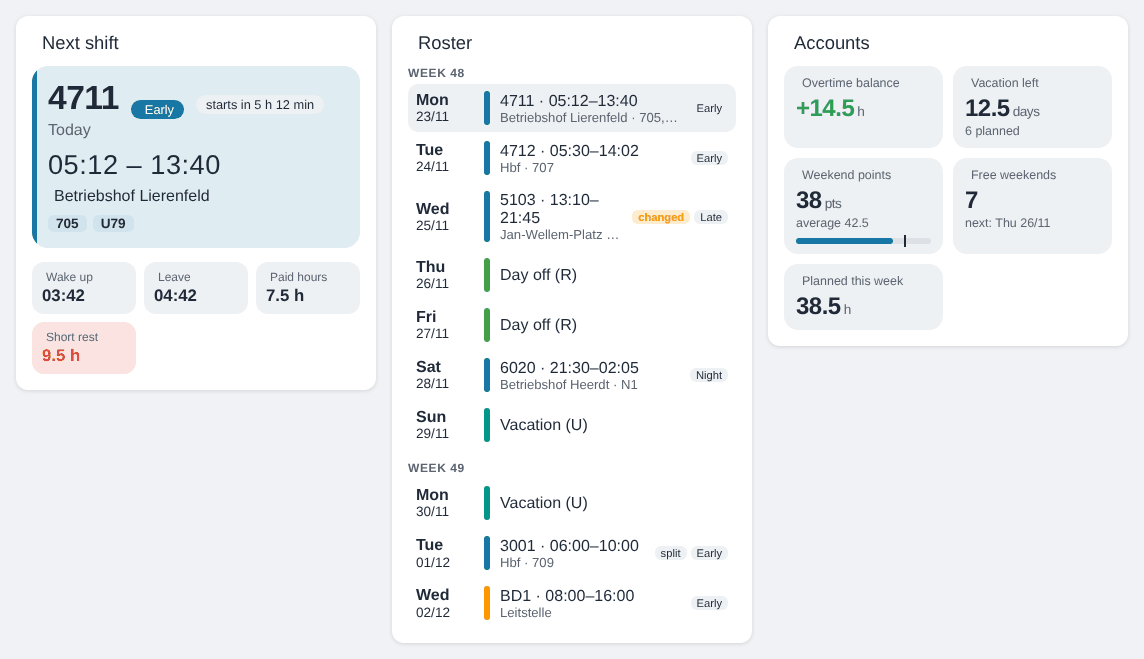 Next shift
4711 Early starts in 5 h 12 min
Today
05:12 – 13:40
Betriebshof Lierenfeld
705 U79
Wake up
03:42
Leave
04:42
Paid hours
7.5 h
Short rest
9.5 h
Roster
WEEK 48
Mon
23/11
4711 · 05:12–13:40
Betriebshof Lierenfeld · 705,…
Early
Tue
24/11
4712 · 05:30–14:02
Hbf · 707
Early
Wed
25/11
5103 · 13:10–
21:45
Jan-Wellem-Platz …
changed Late
Thu
26/11
Day off (R)
Fri
27/11
Day off (R)
Sat
28/11
6020 · 21:30–02:05
Betriebshof Heerdt · N1
Night
Sun
29/11
Vacation (U)
WEEK 49
Mon
30/11
Vacation (U)
Tue
01/12
3001 · 06:00–10:00
Hbf · 709
split Early
Wed
02/12
BD1 · 08:00–16:00
Leitstelle
Early
Accounts
Overtime balance
+14.5 h
Vacation left
12.5 days
6 planned
Weekend points
38 pts
average 42.5
Free weekends
7
next: Thu 26/11
Planned this week
38.5 h